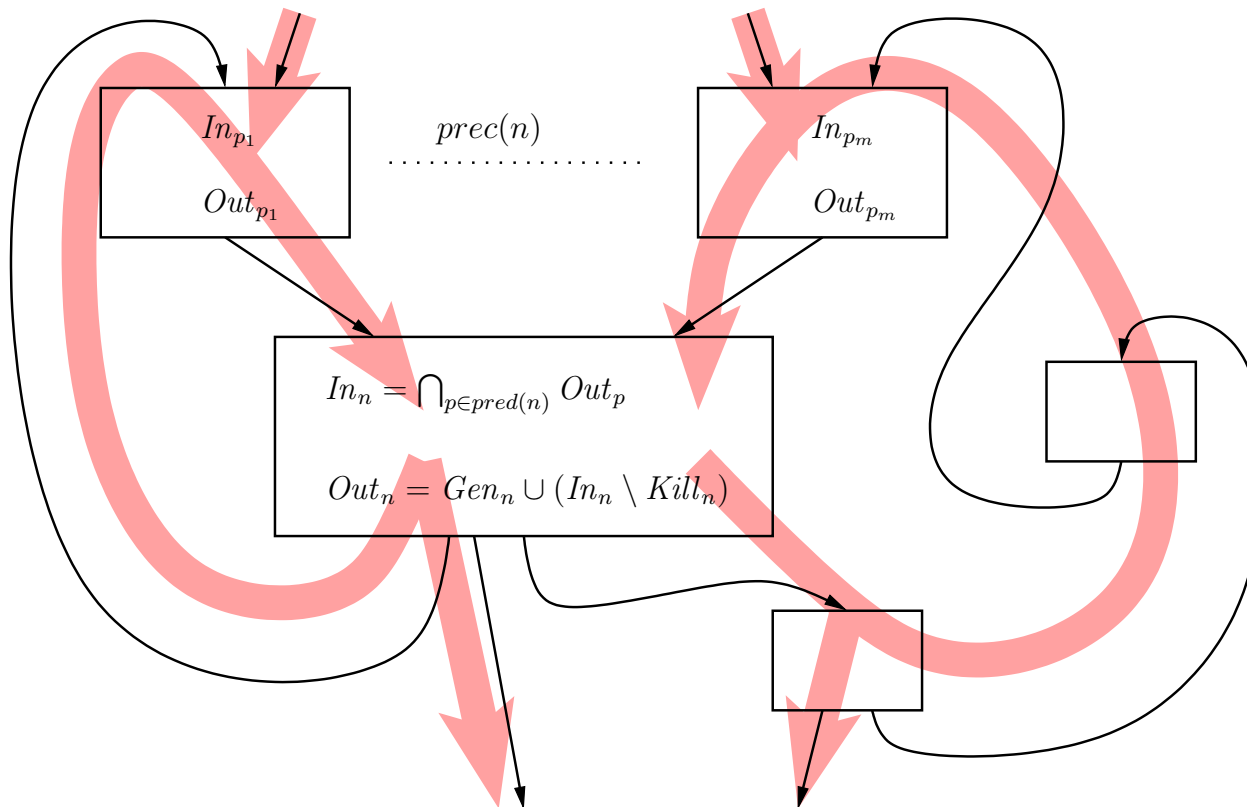 prec(n)
In_{p_1}
In_{p_m}
Out_{p_1}
Out_{p_m}
In_n = ⋂_{p∈pred(n)} Out_p
Out_n = Gen_n ∪ (In_n \ Kill_n)